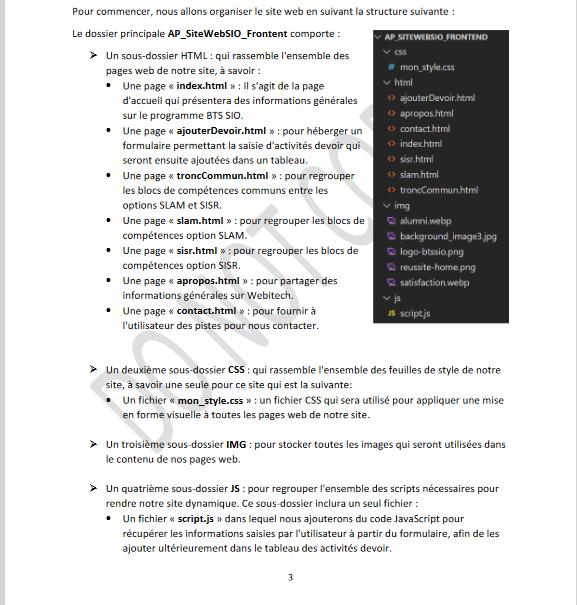 Pour commencer, nous allons organiser le site web en suivant la structure suivante :
Le dossier principale AP_SiteWebSIO_Frontent comporte :
➢ Un sous-dossier HTML : qui rassemble l'ensemble des
pages web de notre site, à savoir :
• Une page « index.html » : Il s'agit de la page
d'accueil qui présentera des informations générales
sur le programme BTS SIO.
• Une page « ajouterDevoir.html » : pour héberger un
formulaire permettant la saisie d'activités devoir qui
seront ensuite ajoutées dans un tableau.
• Une page « troncCommun.html » : pour regrouper
les blocs de compétences communs entre les
options SLAM et SISR.
• Une page « slam.html » : pour regrouper les blocs de
compétences option SLAM.
• Une page « sisr.html » : pour regrouper les blocs de
compétences option SISR.
• Une page « apropos.html » : pour partager des
informations générales sur Webitech.
• Une page « contact.html » : pour fournir à
l'utilisateur des pistes pour nous contacter.
AP_SITEWEBSIO_FRONTEND
css
# mon_style.css
html
<> ajouterDevoir.html
<> apropos.html
<> contact.html
<> index.html
<> sisr.html
<> slam.html
<> troncCommun.html
img
alumni.webp
background_image3.jpg
logo-btssio.png
reussite-home.png
satisfaction.webp
js
JS script.js
➢ Un deuxième sous-dossier CSS : qui rassemble l'ensemble des feuilles de style de notre
site, à savoir une seule pour ce site qui est la suivante:
• Un fichier « mon_style.css » : un fichier CSS qui sera utilisé pour appliquer une mise
en forme visuelle à toutes les pages web de notre site.
➢ Un troisième sous-dossier IMG : pour stocker toutes les images qui seront utilisées dans
le contenu de nos pages web.
➢ Un quatrième sous-dossier JS : pour regrouper l'ensemble des scripts nécessaires pour
rendre notre site dynamique. Ce sous-dossier inclura un seul fichier :
• Un fichier « script.js » dans lequel nous ajouterons du code JavaScript pour
récupérer les informations saisies par l'utilisateur à partir du formulaire, afin de les
ajouter ultérieurement dans le tableau des activités devoir.
3
DO NOT CO